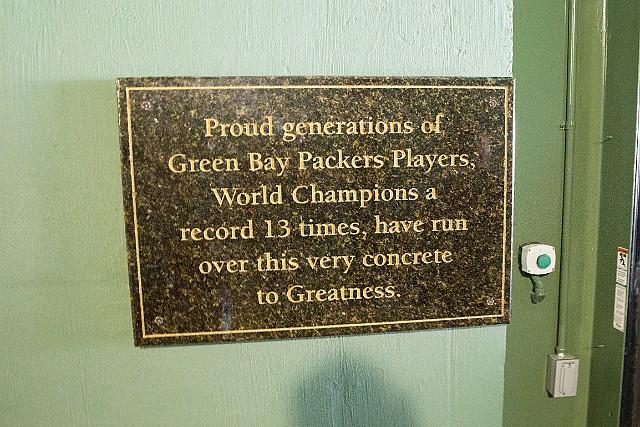 Proud generations of
Green Bay Packers Players,
World Champions a
record 13 times, have run
over this very concrete
to Greatness.